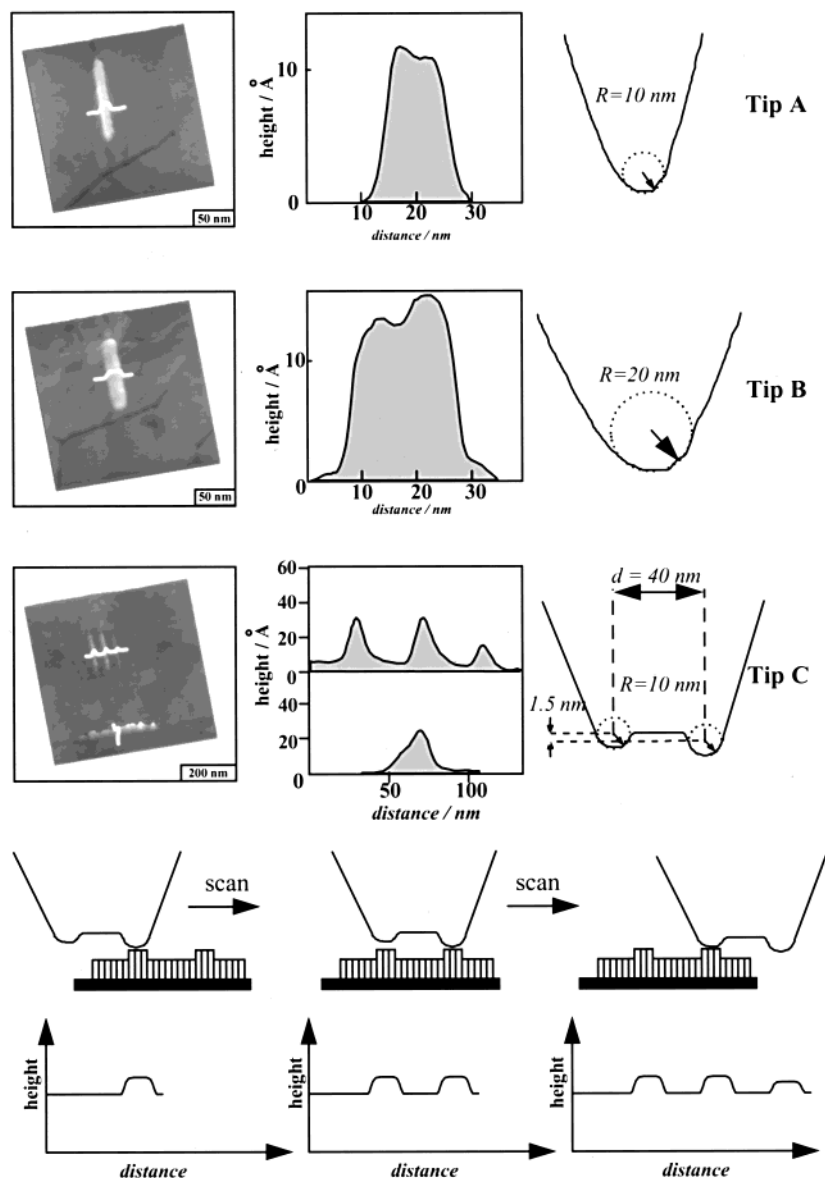 50 nm
height / Å
10
0
10 20 30
distance / nm
R=10 nm
Tip A
50 nm
height / Å
10
0
10 20 30
distance / nm
R=20 nm
Tip B
200 nm
height / Å
60
40
20
0
40
20
0
50 100
distance / nm
d = 40 nm
R=10 nm
1.5 nm
Tip C
scan
scan
height
distance
height
distance
height
distance